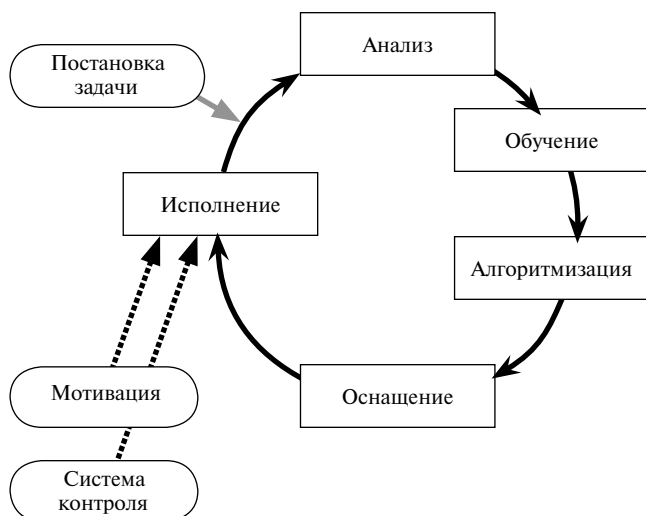 Анализ
Постановка
задачи
Обучение
Исполнение
Алгоритмизация
Мотивация
Оснащение
Система
контроля